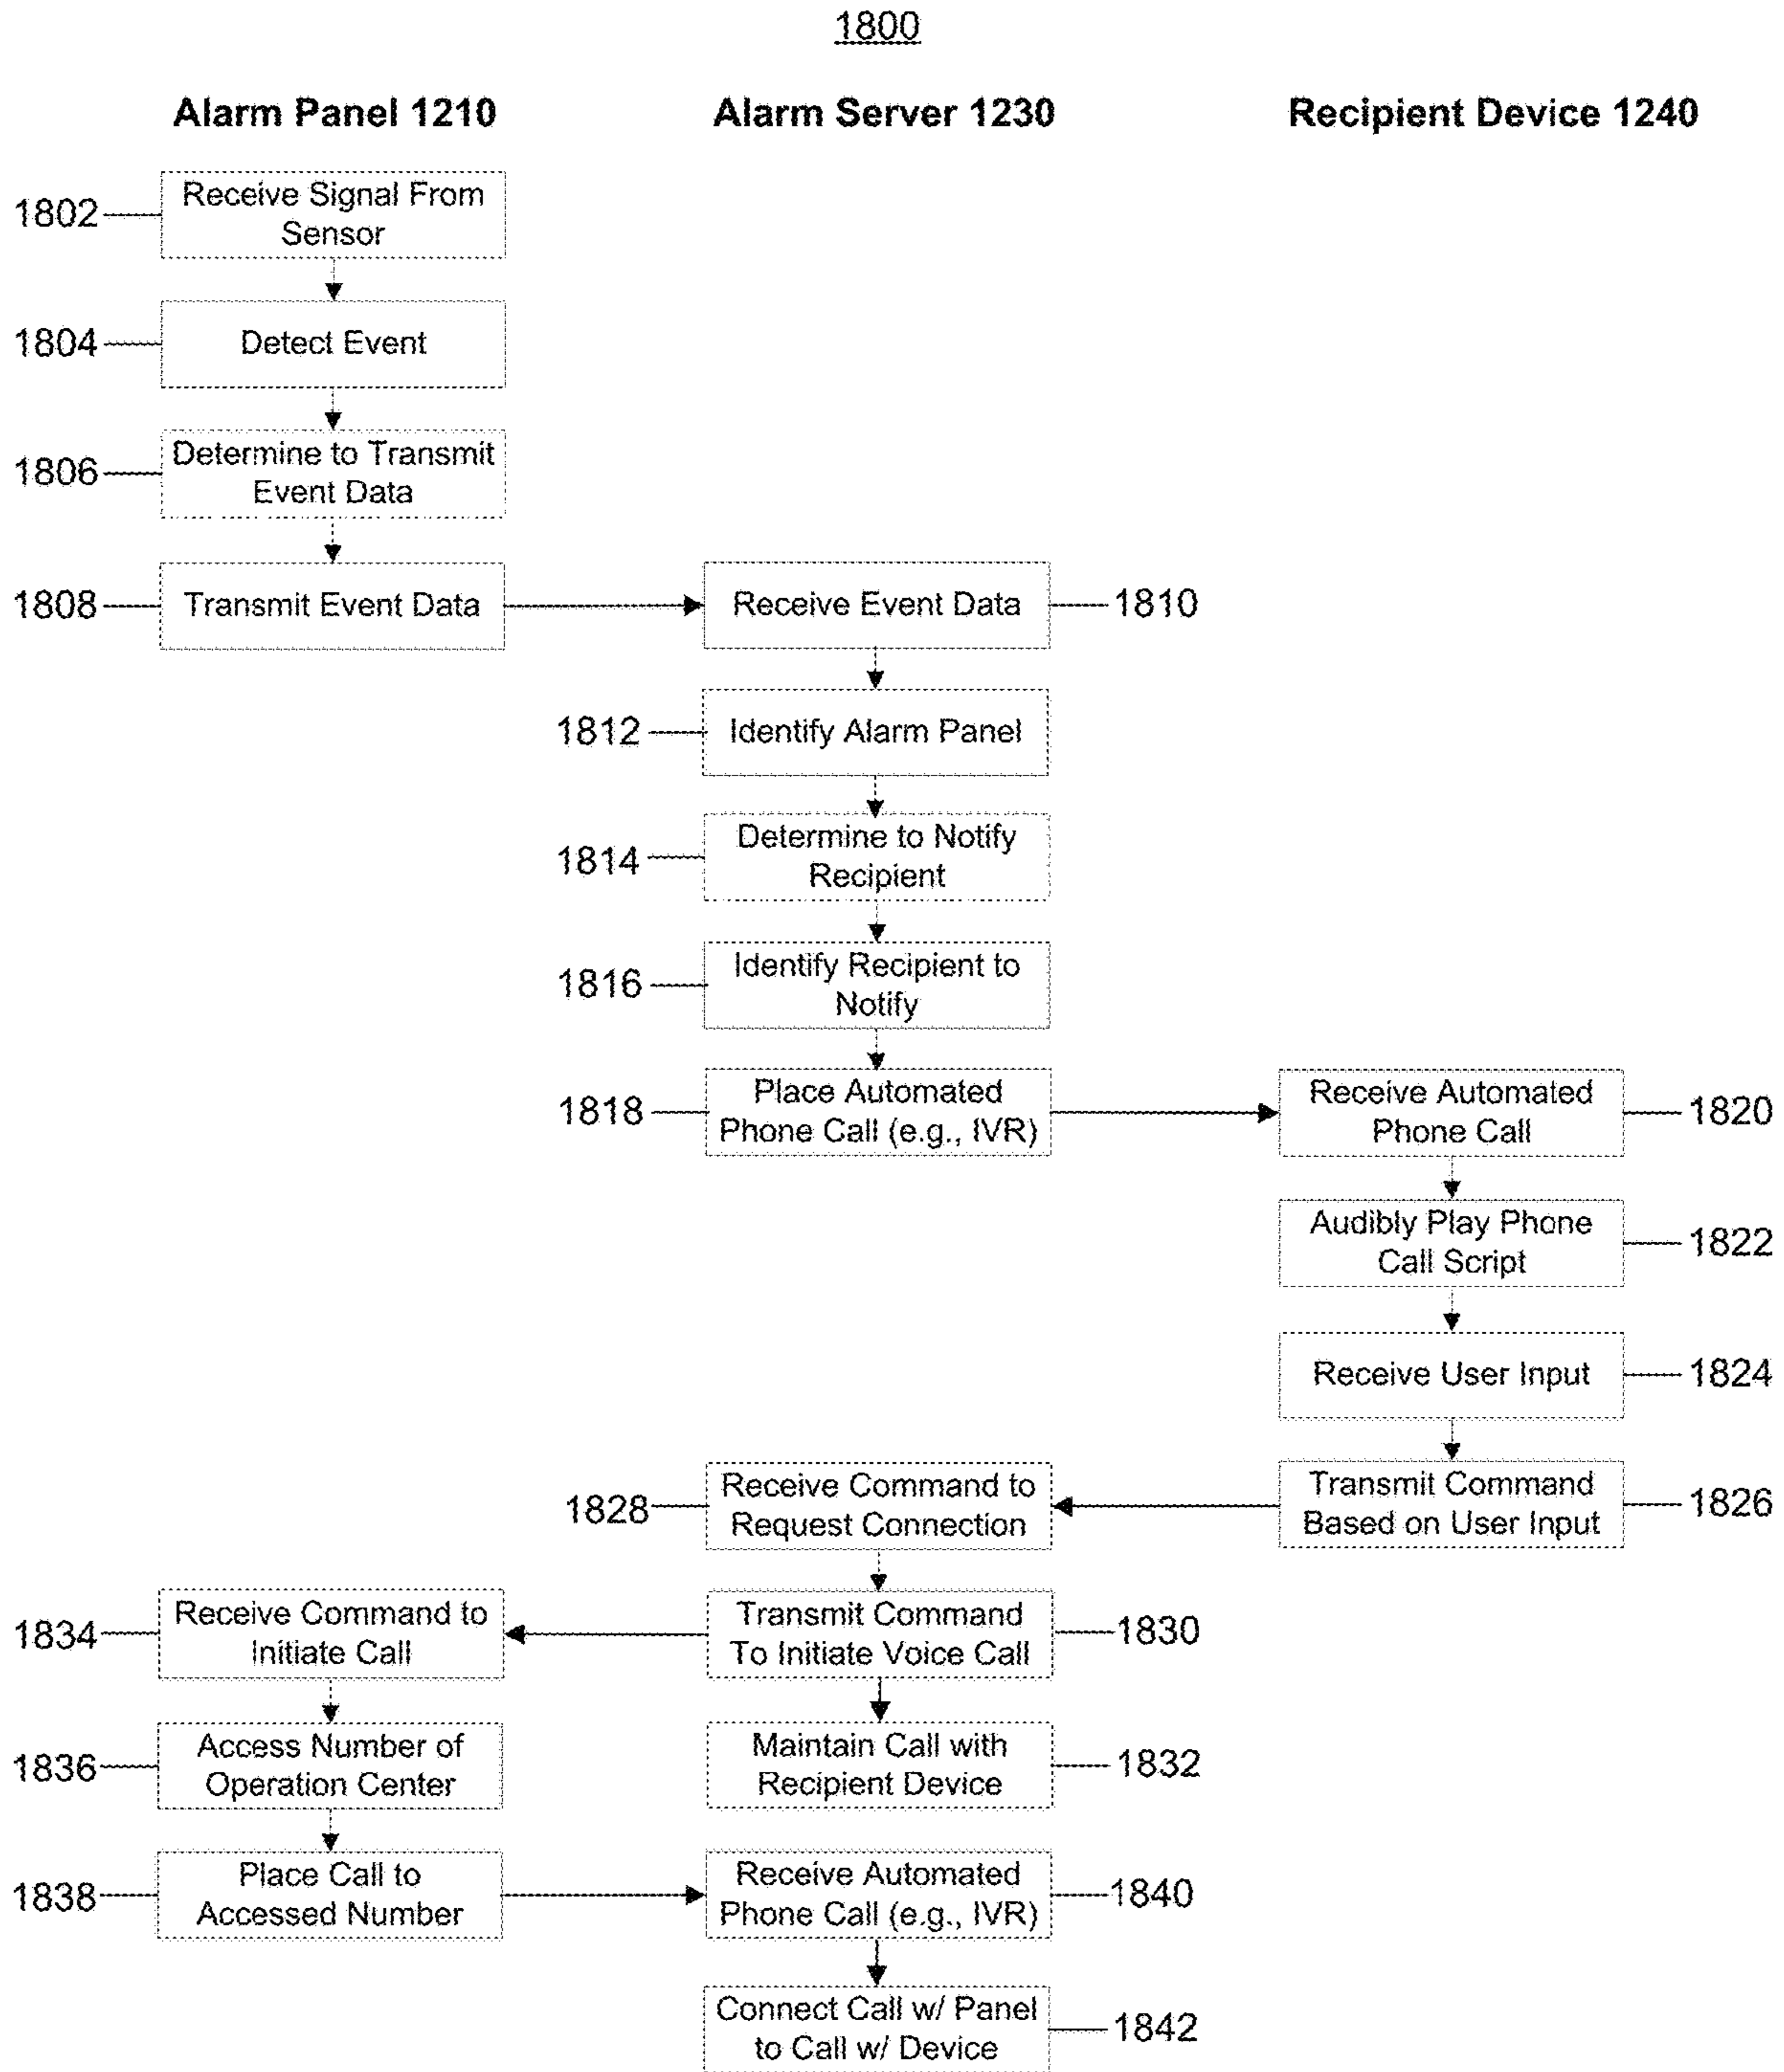 1800
Alarm Panel 1210
Alarm Server 1230
Recipient Device 1240
1802
Receive Signal From
Sensor
1804
Detect Event
1806
Determine to Transmit
Event Data
1808
Transmit Event Data
Receive Event Data
1810
1812
Identify Alarm Panel
1814
Determine to Notify
Recipient
1816
Identify Recipient to
Notify
1818
Place Automated
Phone Call (e.g., IVR)
Receive Automated
Phone Call
1820
Audibly Play Phone
Call Script
1822
Receive User Input
1824
1828
Receive Command to
Request Connection
Transmit Command
Based on User Input
1826
1834
Receive Command to
Initiate Call
Transmit Command
To Initiate Voice Call
1830
1836
Access Number of
Operation Center
Maintain Call with
Recipient Device
1832
1838
Place Call to
Accessed Number
Receive Automated
Phone Call (e.g., IVR)
1840
Connect Call w/ Panel
to Call w/ Device
1842